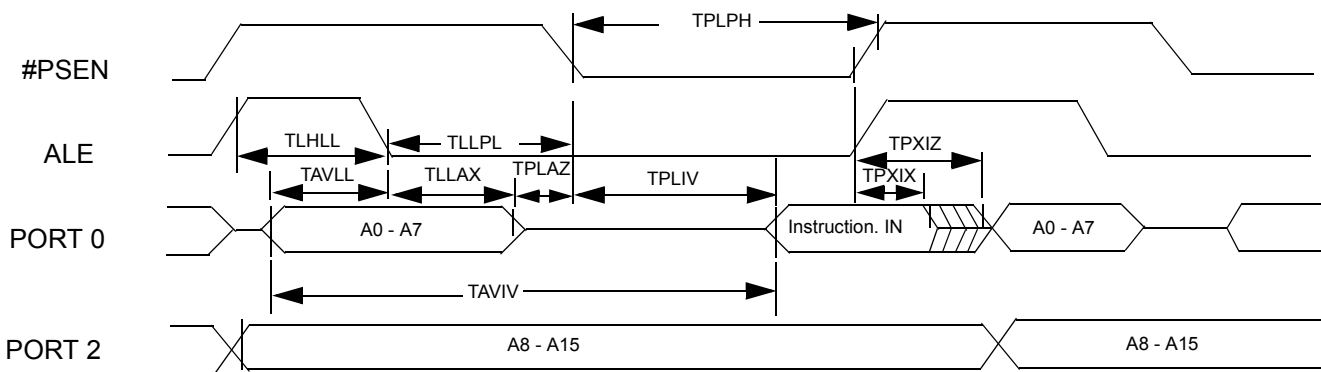 TPLPH
#PSEN
ALE
TLHLL
TLLPL
TPXIZ
TAVLL
TLLAX
TPLAZ
TPLIV
TPXIX
PORT 0
A0 - A7
Instruction. IN
A0 - A7
TAVIV
PORT 2
A8 - A15
A8 - A15